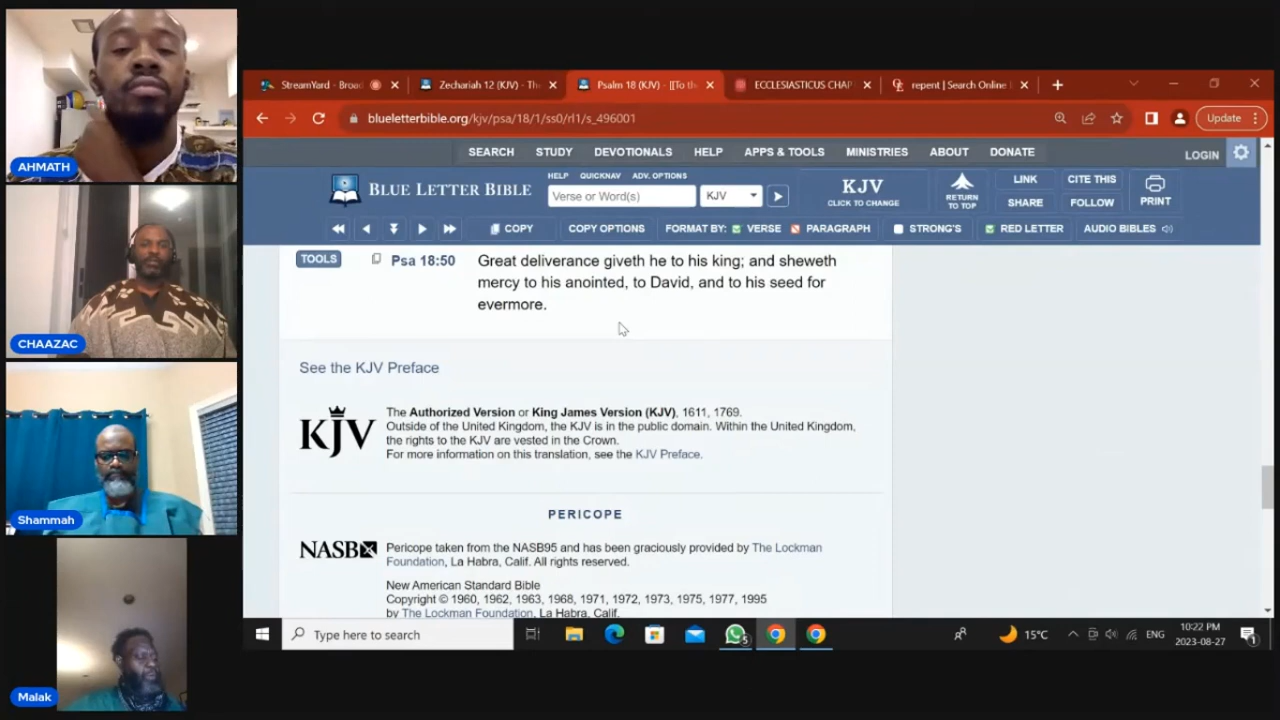 AHMATH
CHAAZAC
Shammah
Malak
StreamYard - Broad
Zechariah 12 (KJV) - The
Psalm 18 (KJV) - [[To th
ECCLESIASTICUS CHAP
repent | Search Online
blueletterbible.org/kjv/psa/18/1/ss0/rl1/s_496001
Update
SEARCH STUDY DEVOTIONALS HELP APPS & TOOLS MINISTRIES ABOUT DONATE
LOGIN
BLUE LETTER BIBLE
HELP QUICKNAV ADV. OPTIONS
Verse or Word(s)
KJV
KJV
CLICK TO CHANGE
RETURN
TO TOP
LINK
SHARE
CITE THIS
FOLLOW
PRINT
COPY COPY OPTIONS FORMAT BY: VERSE PARAGRAPH STRONG'S RED LETTER AUDIO BIBLES
TOOLS Psa 18:50
Great deliverance giveth he to his king; and sheweth
mercy to his anointed, to David, and to his seed for
evermore.
See the KJV Preface
KJV
The Authorized Version or King James Version (KJV), 1611, 1769.
Outside of the United Kingdom, the KJV is in the public domain. Within the United Kingdom,
the rights to the KJV are vested in the Crown.
For more information on this translation, see the KJV Preface.
PERICOPE
NASB
Pericope taken from the NASB95 and has been graciously provided by The Lockman
Foundation, La Habra, Calif. All rights reserved.
New American Standard Bible
Copyright © 1960, 1962, 1963, 1968, 1971, 1972, 1973, 1975, 1977, 1995
by The Lockman Foundation, La Habra, Calif.
Type here to search
5
15°C
ENG
10:22 PM
2023-08-27
1